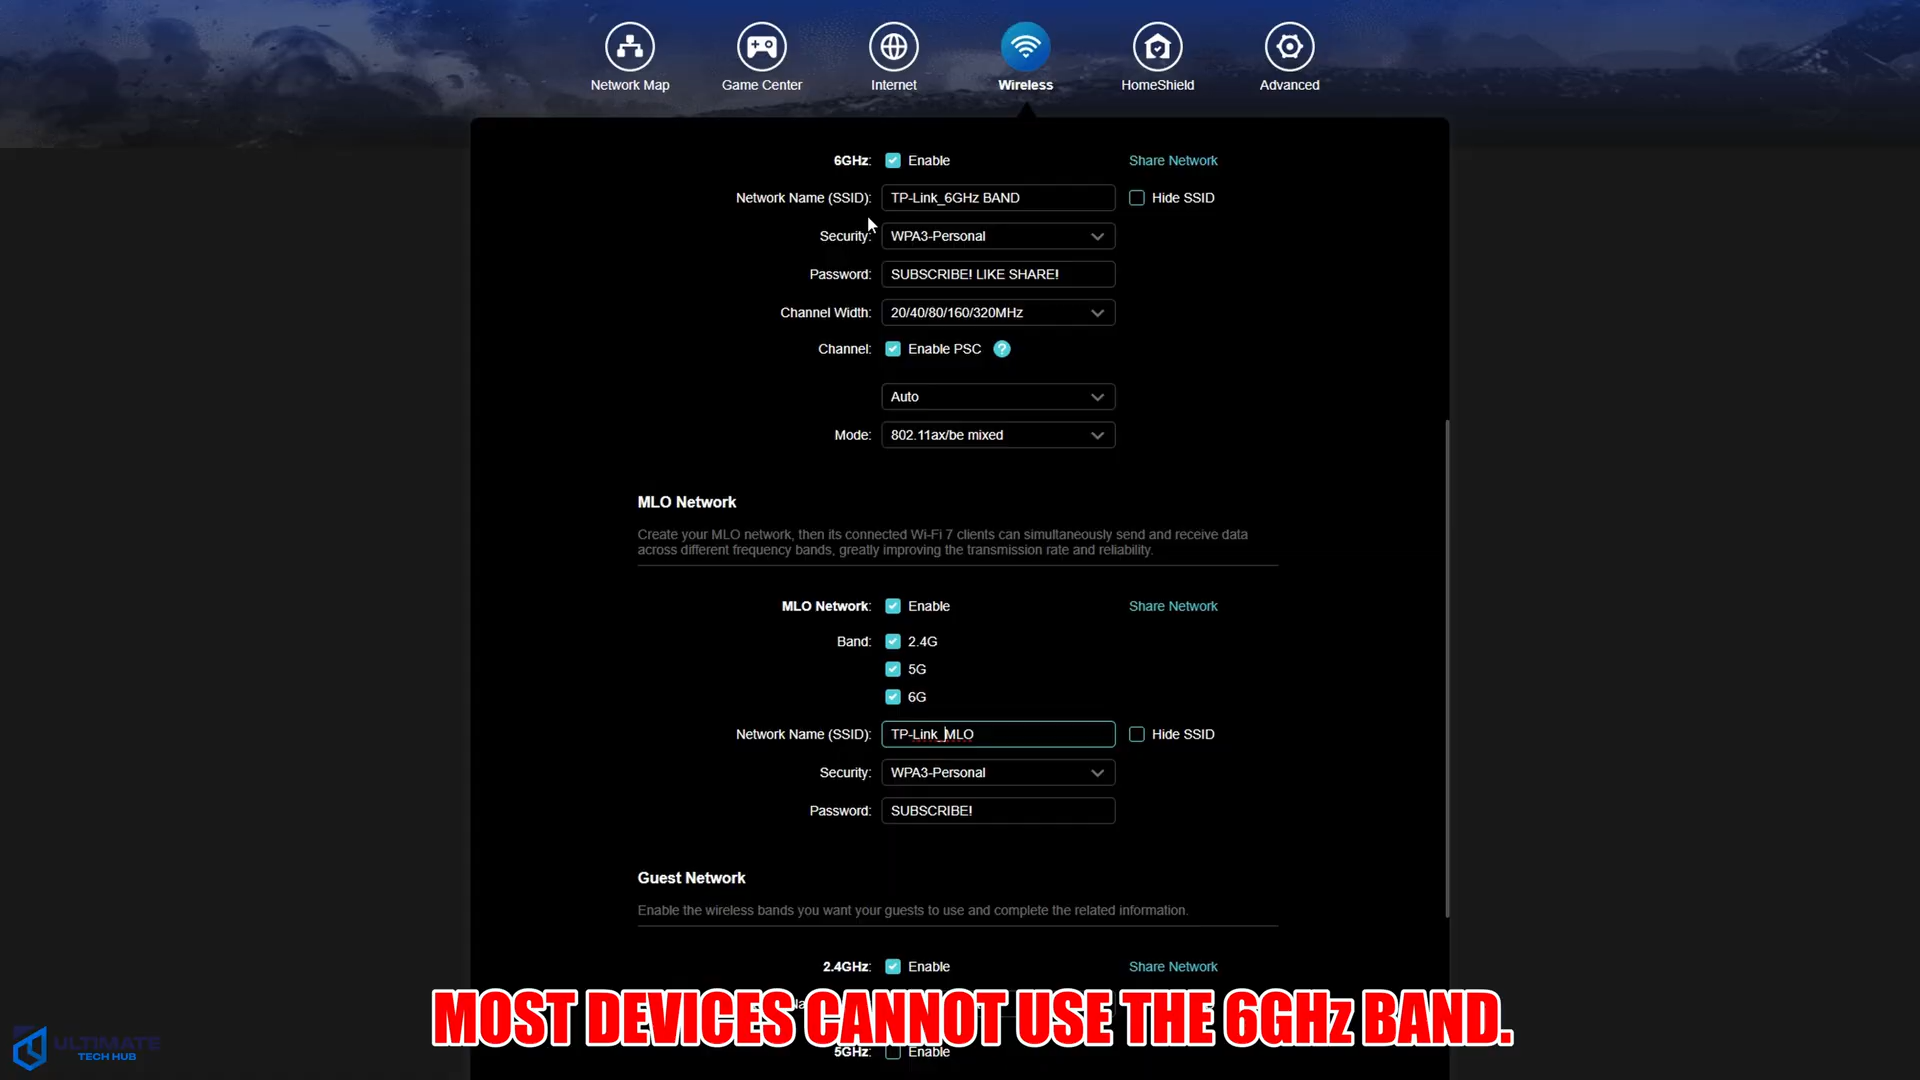 Network Map
Game Center
Internet
Wireless
HomeShield
Advanced
6GHz: Enable Share Network
Network Name (SSID): TP-Link_6GHz BAND Hide SSID
Security: WPA3-Personal
Password: SUBSCRIBE! LIKE SHARE!
Channel Width: 20/40/80/160/320MHz
Channel: Enable PSC ?
Auto
Mode: 802.11ax/be mixed
MLO Network
Create your MLO network, then its connected Wi-Fi 7 clients can simultaneously send and receive data
across different frequency bands, greatly improving the transmission rate and reliability.
MLO Network: Enable Share Network
Band: 2.4G
5G
6G
Network Name (SSID): TP-Link_MLO Hide SSID
Security: WPA3-Personal
Password: SUBSCRIBE!
Guest Network
Enable the wireless bands you want your guests to use and complete the related information.
2.4GHz: Enable Share Network
MOST DEVICES CANNOT USE THE 6GHz BAND.
5GHz: Enable
ULTIMATE
TECH HUB